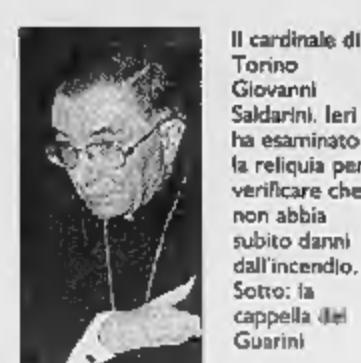 Il cardinale di
Torino
Giovanni
Saldarini. Ieri
ha esaminato
la reliquia per
verificare che
non abbia
subito danni
dall'incendio.
Sotto: la
cappella del
Guarini